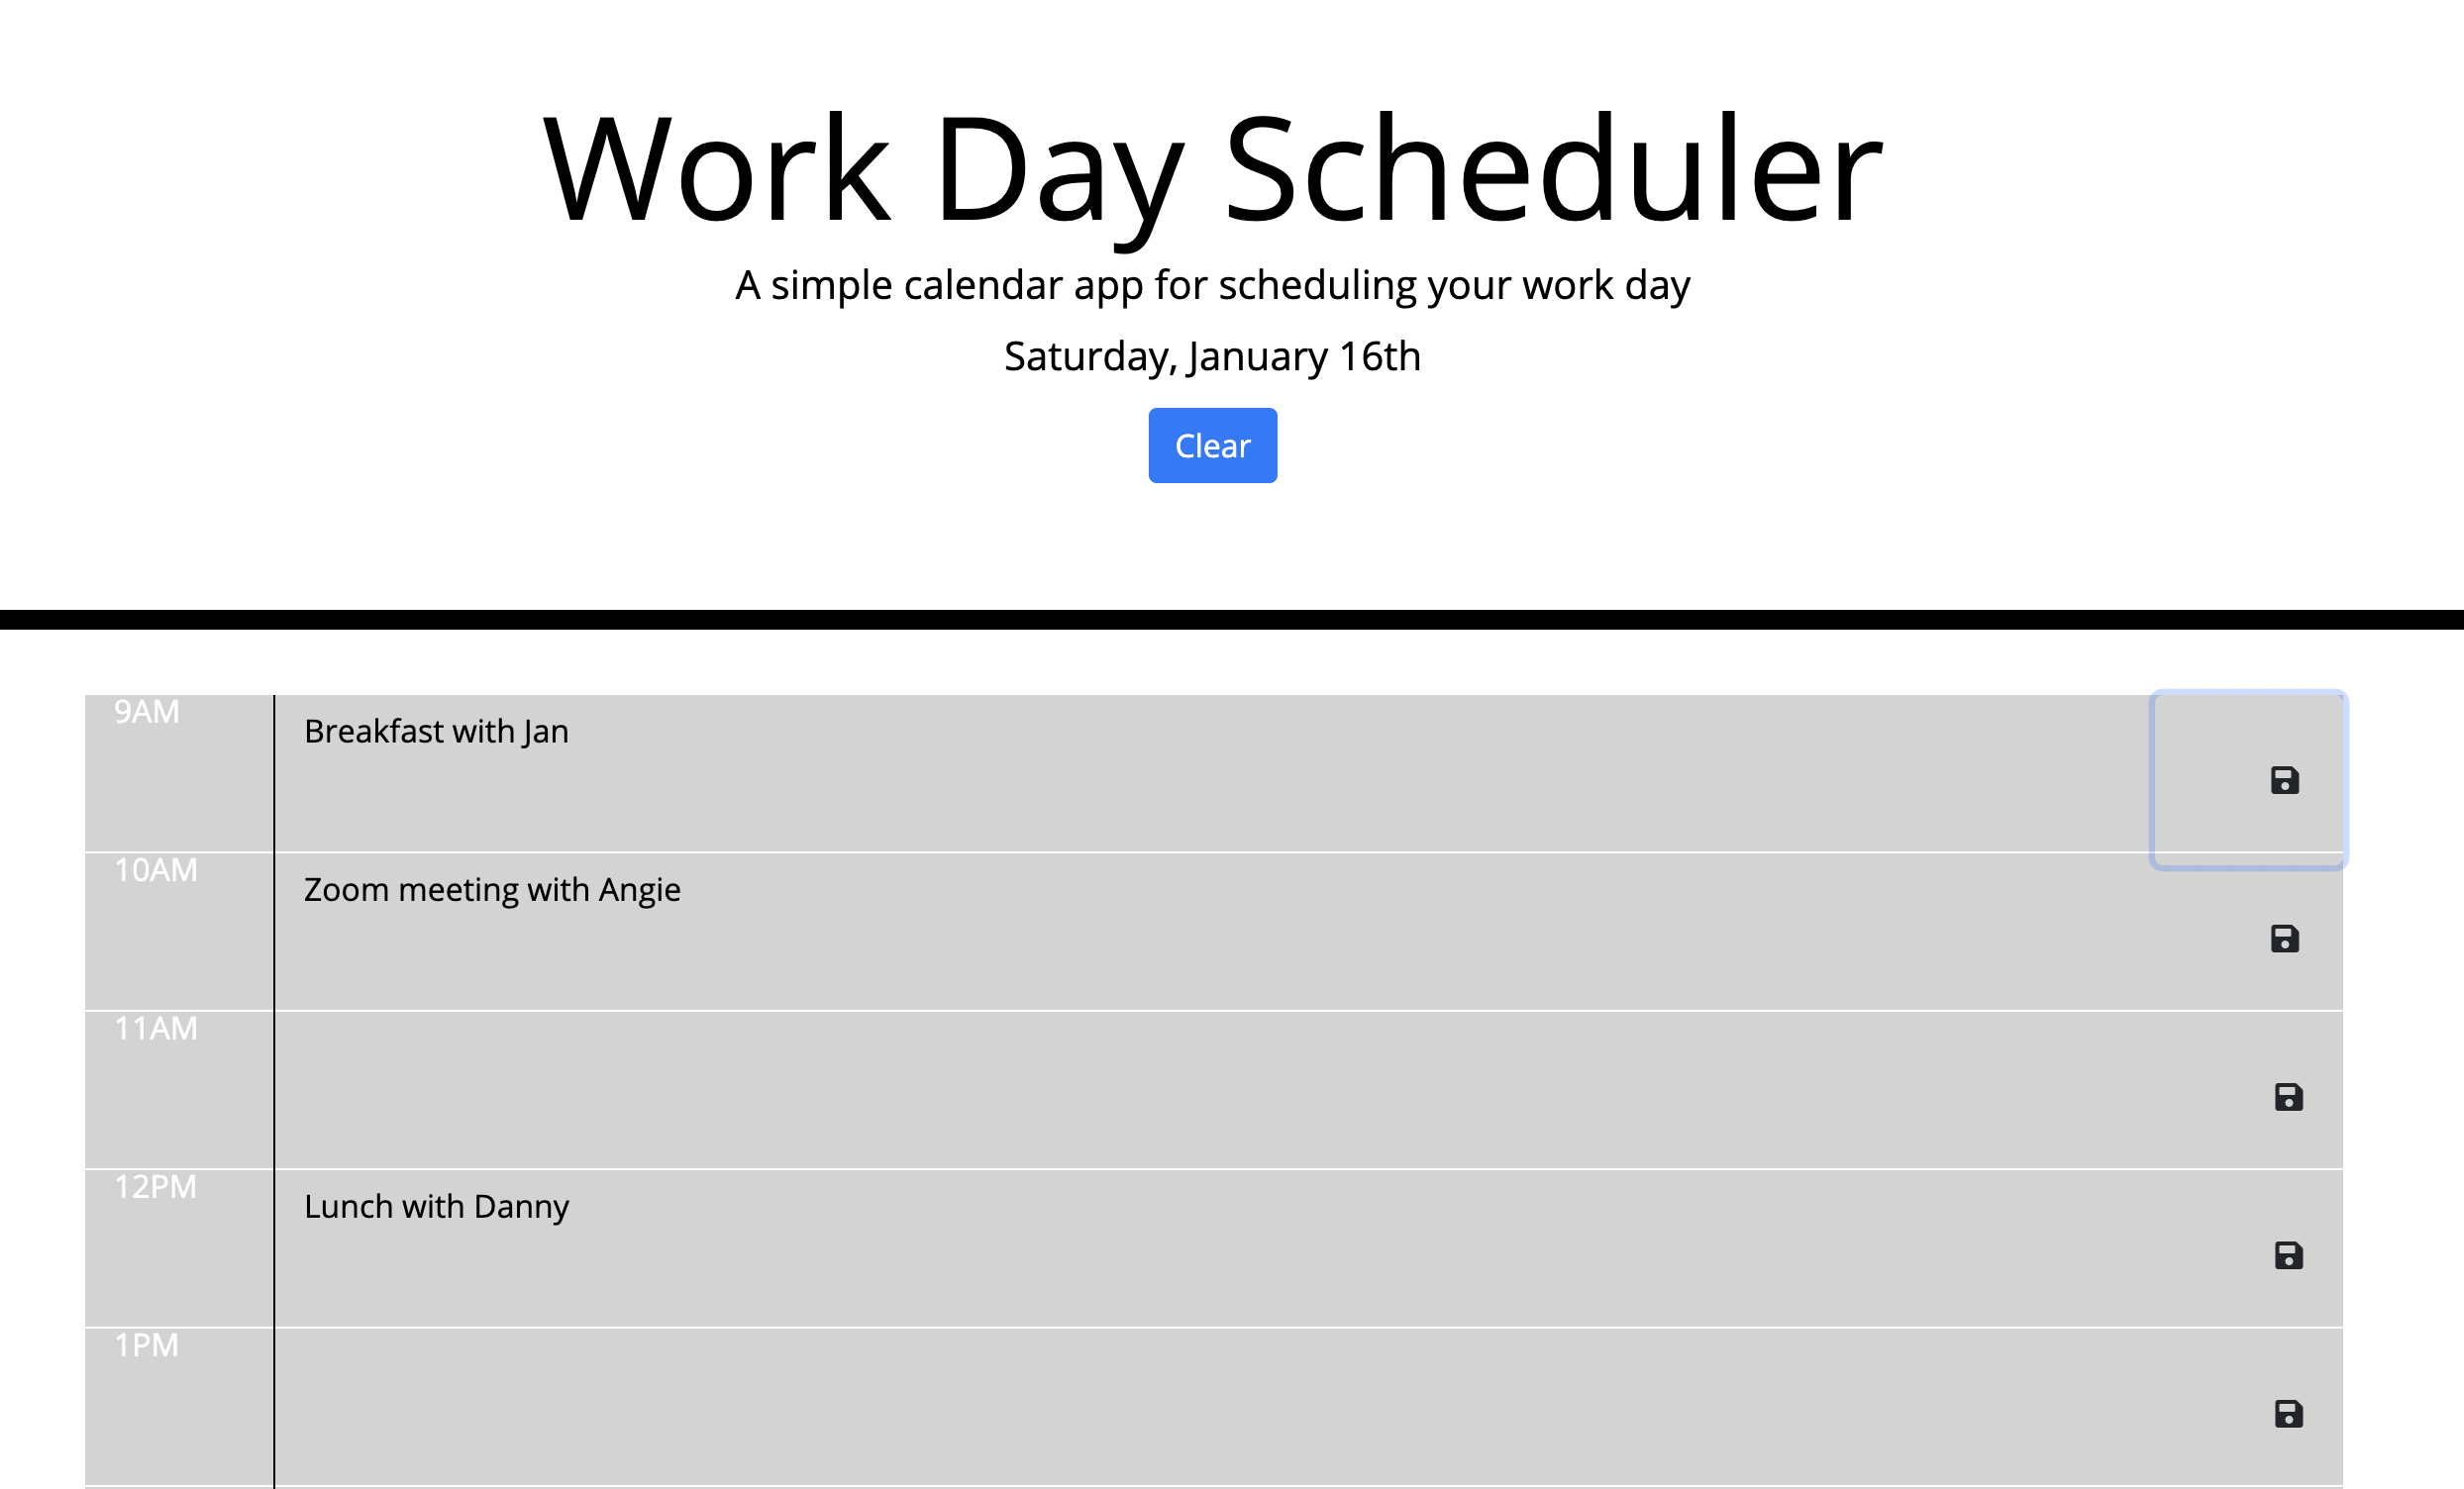 Work Day Scheduler
A simple calendar app for scheduling your work day
Saturday, January 16th
Clear
9AM
Breakfast with Jan
10AM
Zoom meeting with Angie
11AM
12PM
Lunch with Danny
1PM